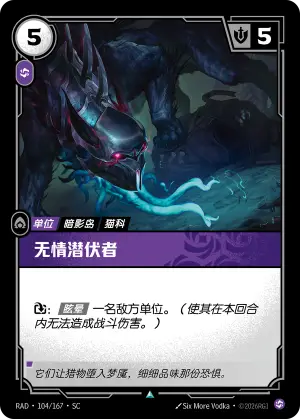 5
5
单位 暗影岛 猫科
无情潜伏者
: 眩晕 一名敌方单位。(使其在本回合
内无法造成战斗伤害。)
它们让猎物堕入梦魇，细细品味那份恐惧。
RAD • 104/167 • SC
Six More Vodka • ©2026RGI